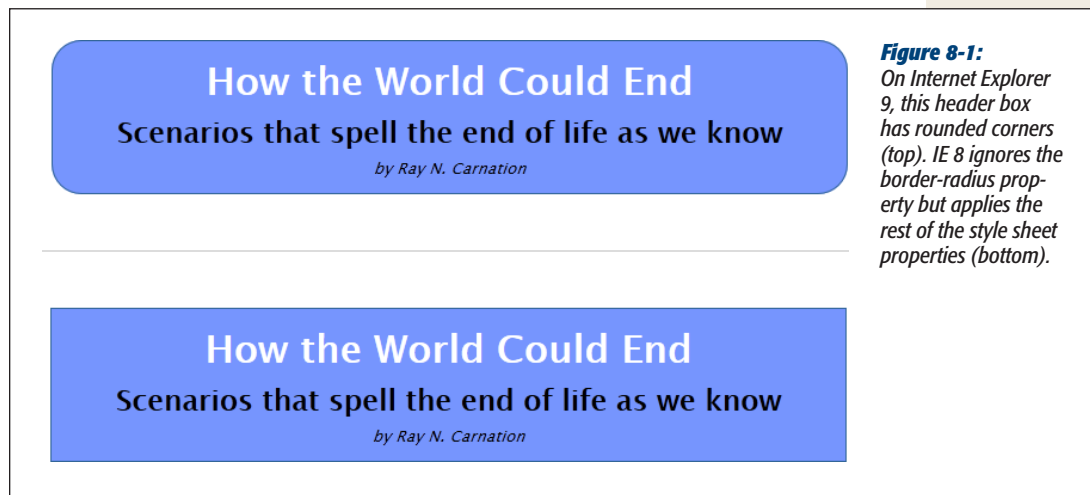 How the World Could End
Scenarios that spell the end of life as we know
by Ray N. Carnation
How the World Could End
Scenarios that spell the end of life as we know
by Ray N. Carnation
Figure 8-1:
On Internet Explorer
9, this header box
has rounded corners
(top). IE 8 ignores the
border-radius prop-
erty but applies the
rest of the style sheet
properties (bottom).